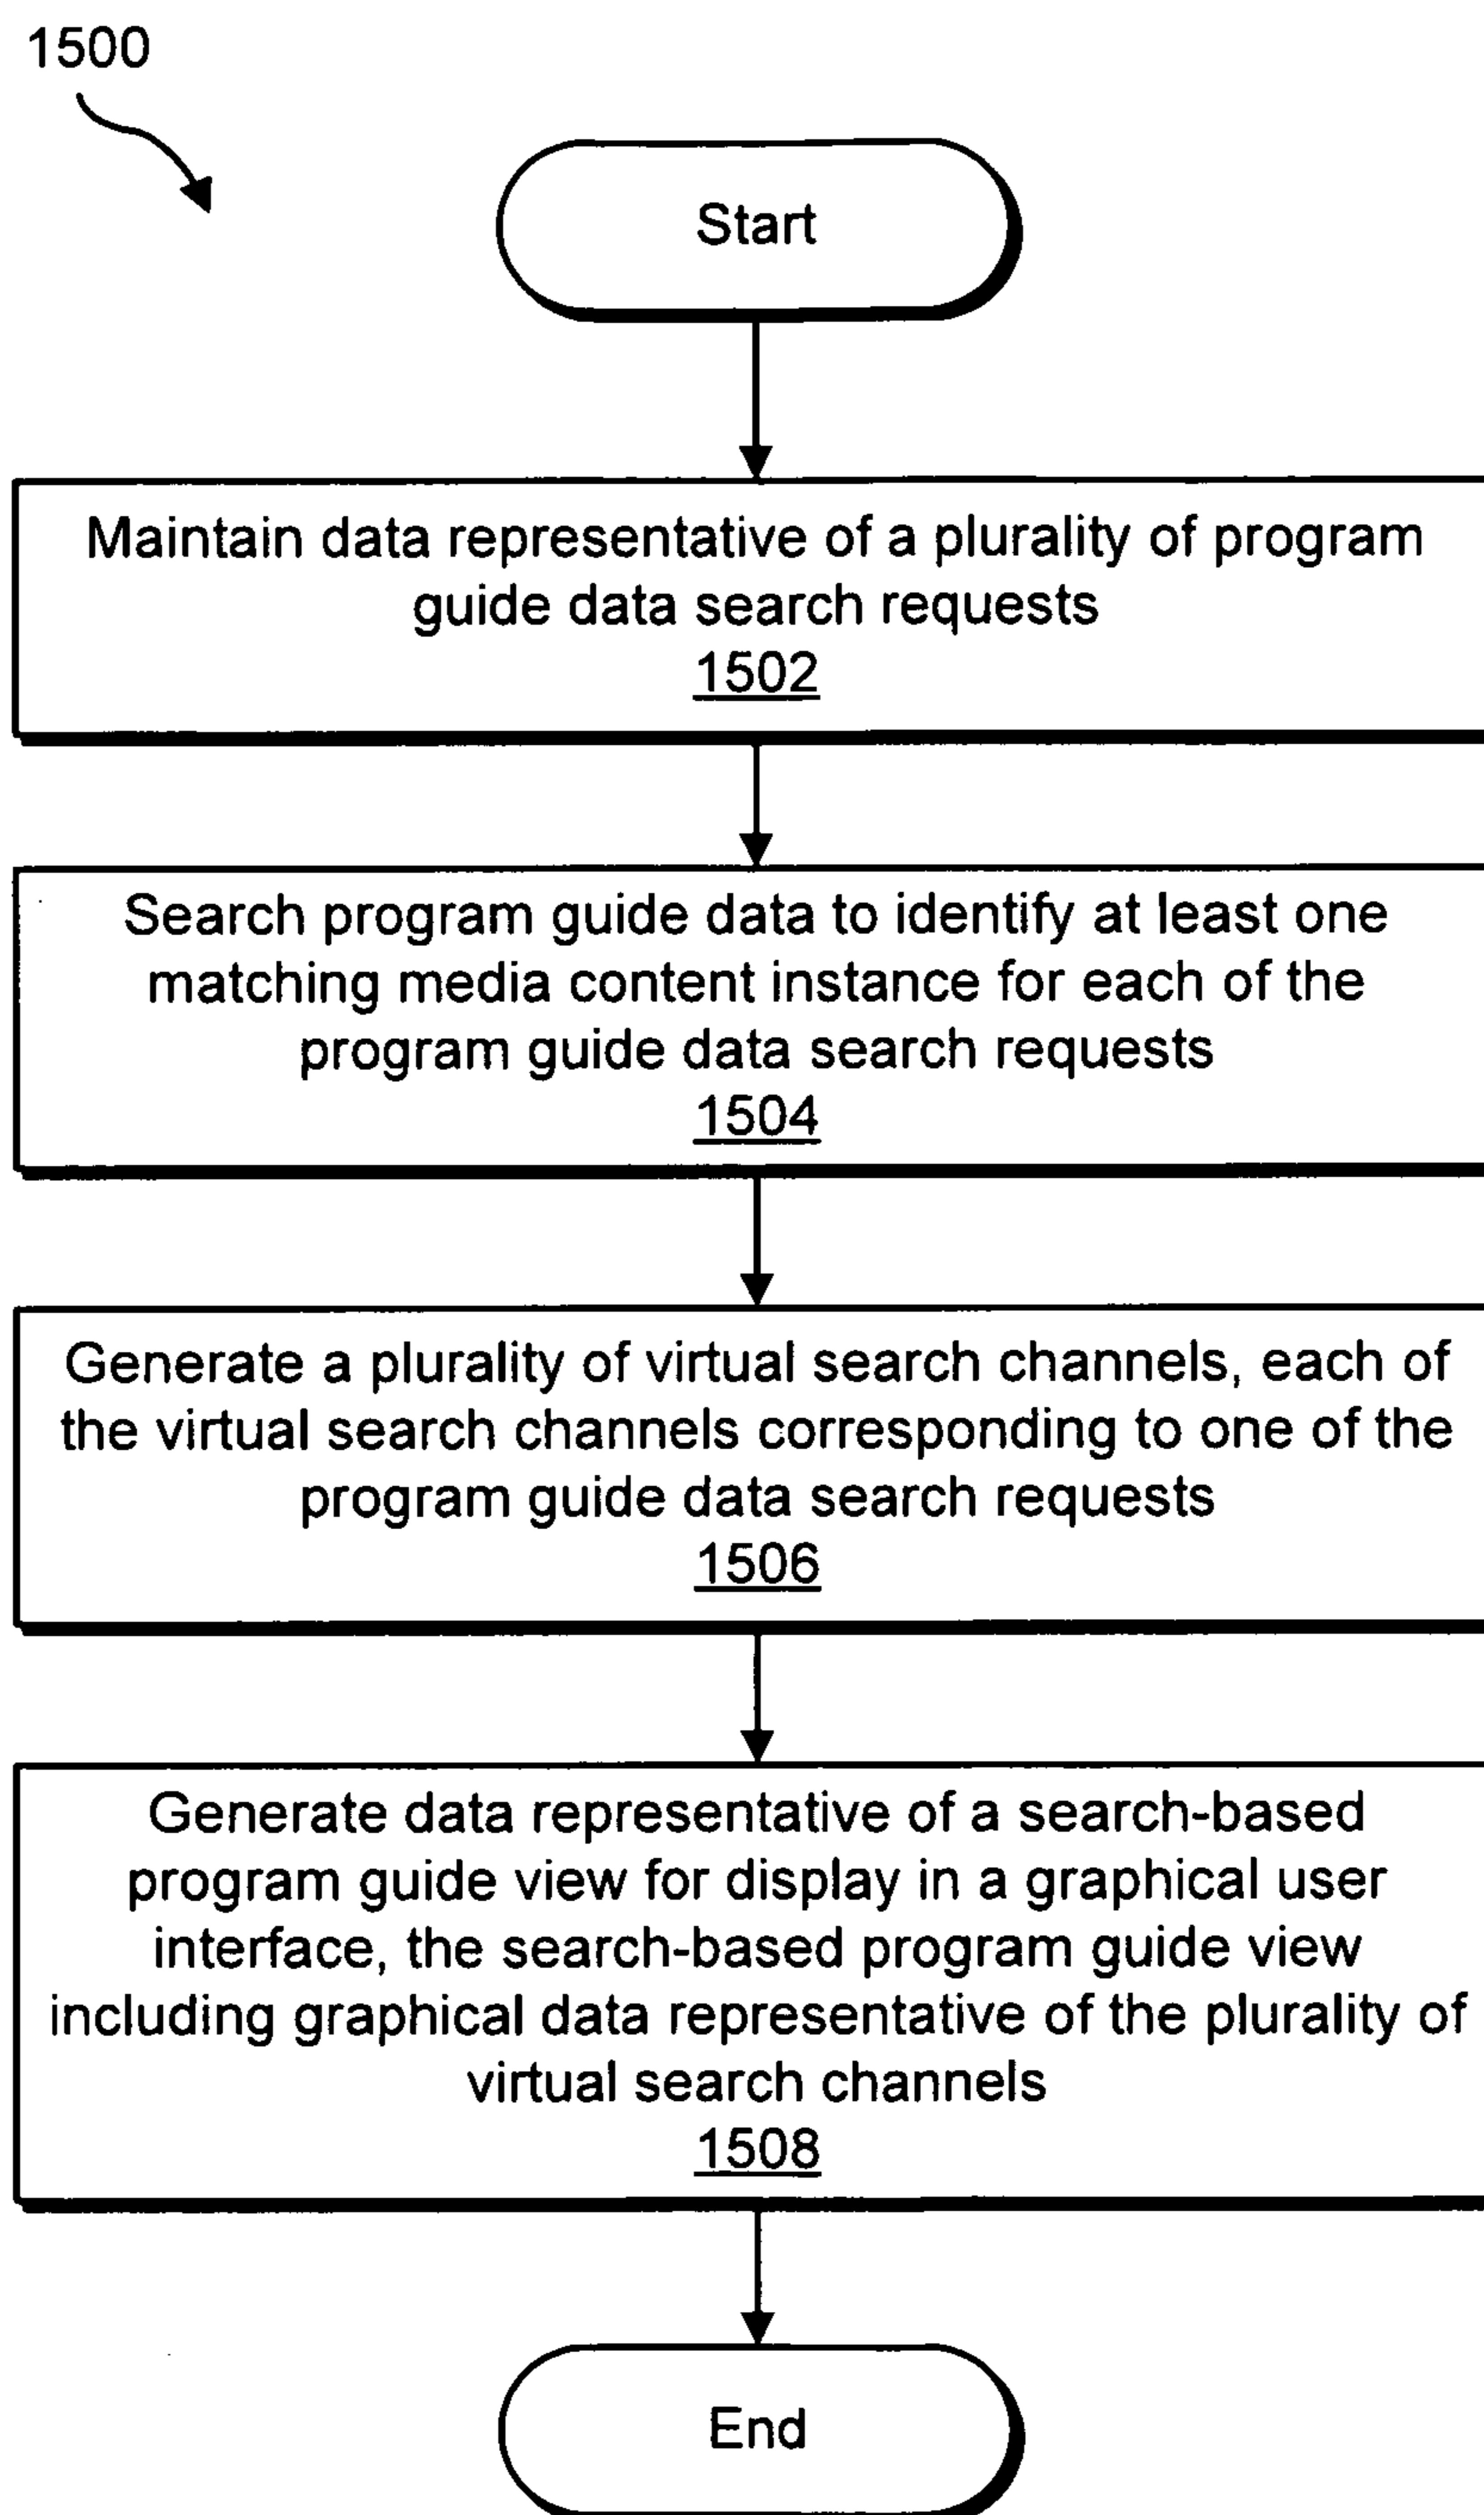 1500
Start
Maintain data representative of a plurality of program
guide data search requests
1502
Search program guide data to identify at least one
matching media content instance for each of the
program guide data search requests
1504
Generate a plurality of virtual search channels, each of
the virtual search channels corresponding to one of the
program guide data search requests
1506
Generate data representative of a search-based
program guide view for display in a graphical user
interface, the search-based program guide view
including graphical data representative of the plurality of
virtual search channels
1508
End